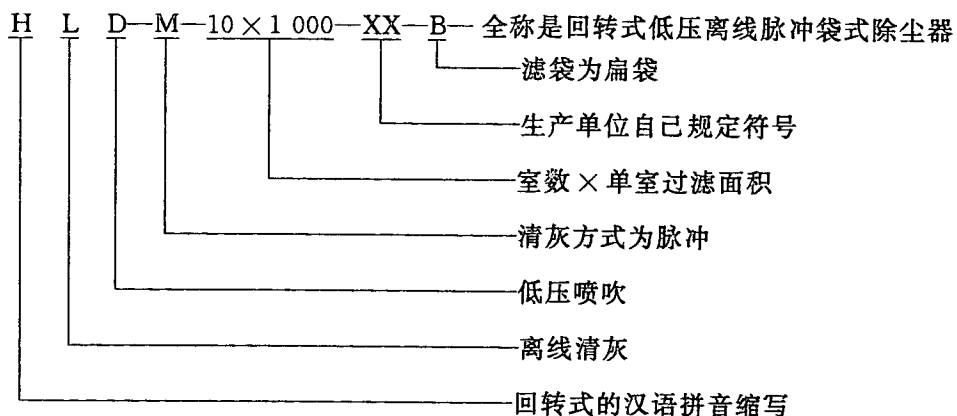 H L D—M—10×1 000—XX—B— 全称是回转式低压离线脉冲袋式除尘器
滤袋为扁袋
生产单位自己规定符号
室数×单室过滤面积
清灰方式为脉冲
低压喷吹
离线清灰
回转式的汉语拼音缩写